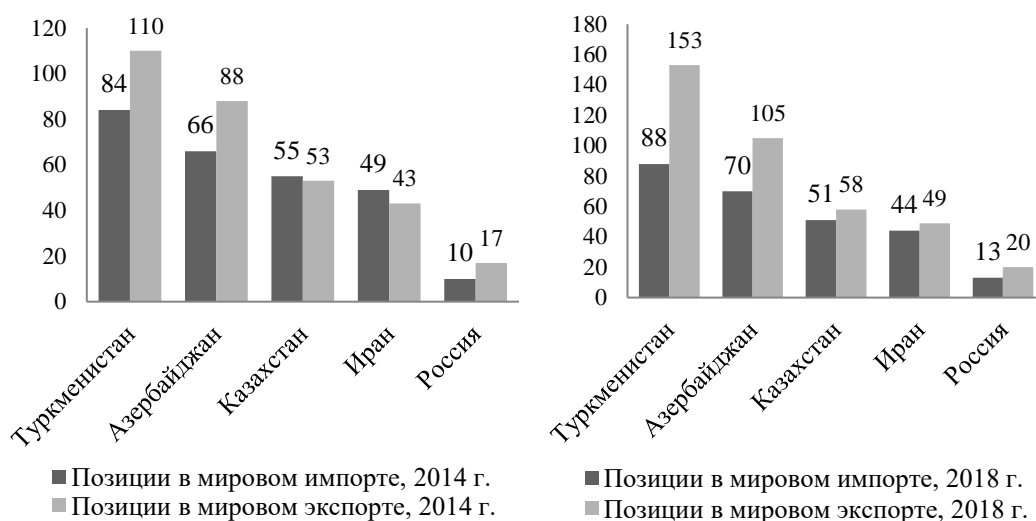 120
100
80
60
40
20
0
84
110
66
88
55
53
49
43
10
17
Туркменистан
Азербайджан
Казахстан
Иран
Россия
Позиции в мировом импорте, 2014 г.
Позиции в мировом экспорте, 2014 г.
180
160
140
120
100
80
60
40
20
0
88
153
70
105
51
58
44
49
13
20
Туркменистан
Азербайджан
Казахстан
Иран
Россия
Позиции в мировом импорте, 2018 г.
Позиции в мировом экспорте, 2018 г.